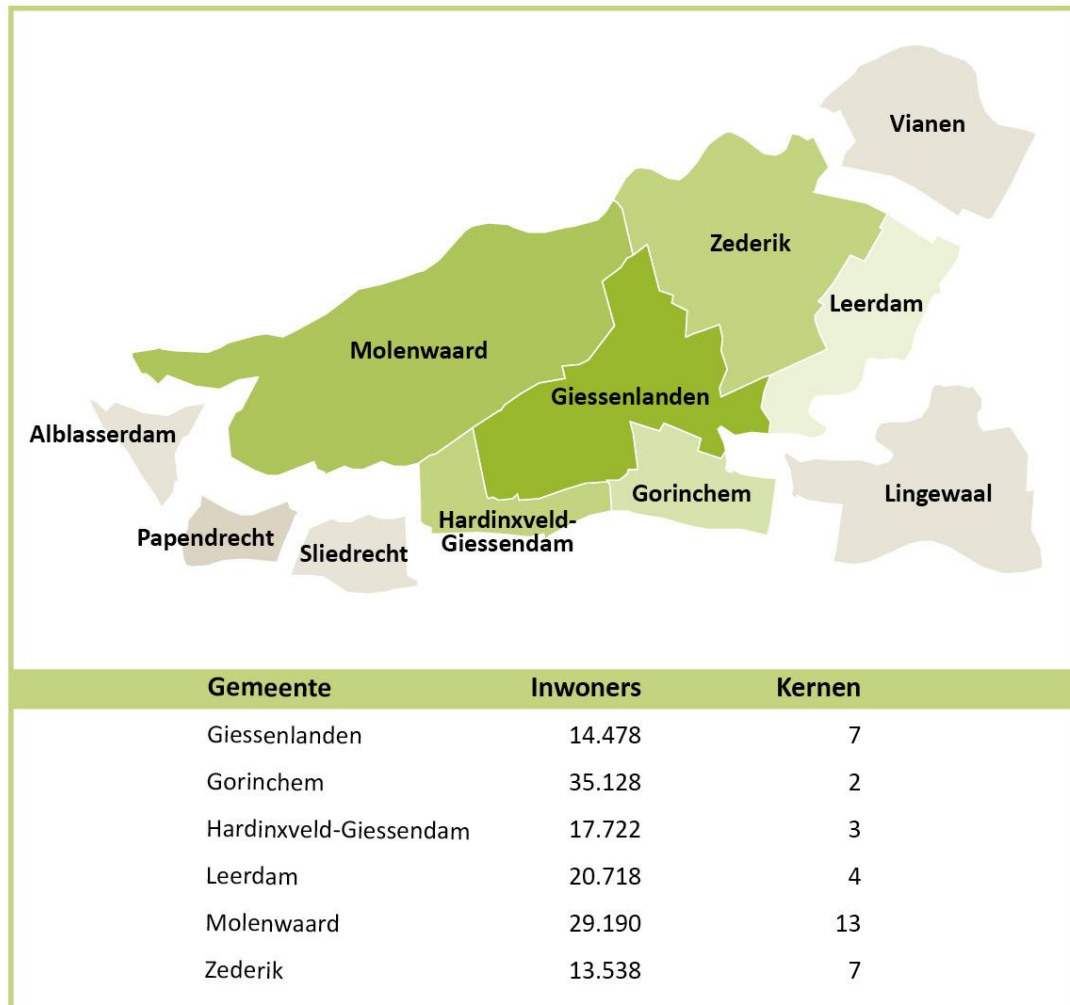 Vianen
Zederik
Leerdam
Molenwaard
Giessenlanden
Alblasserdam
Gorinchem
Lingewaal
Hardinxveld-
Giessendam
Papendrecht
Sliedrecht
Gemeente Inwoners Kernen
Giessenlanden 14.478 7
Gorinchem 35.128 2
Hardinxveld-Giessendam 17.722 3
Leerdam 20.718 4
Molenwaard 29.190 13
Zederik 13.538 7